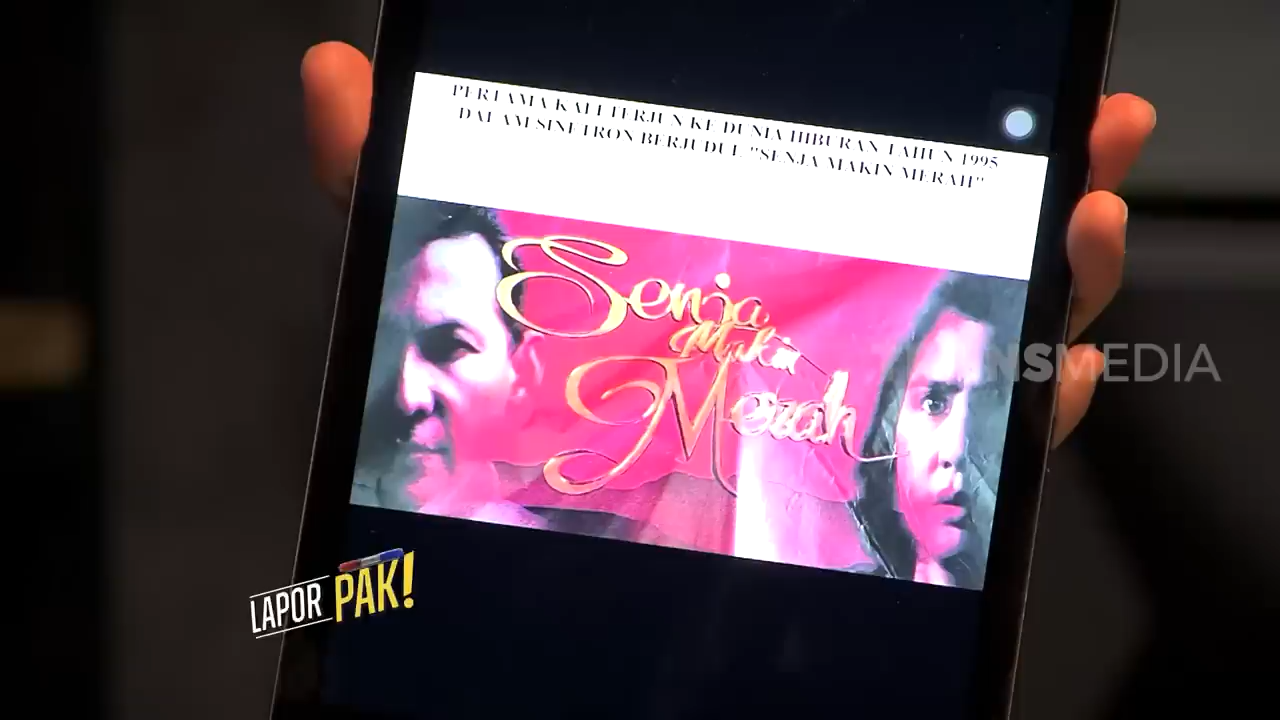 PERTAMA KALI TERJUN KE DUNIA HIBURAN TAHUN 1995
DALAM SINETRON BERJUDUL "SENJA MAKIN MERAH"
Senja
Makin
Merah
TRANSMEDIA
LAPOR PAK!